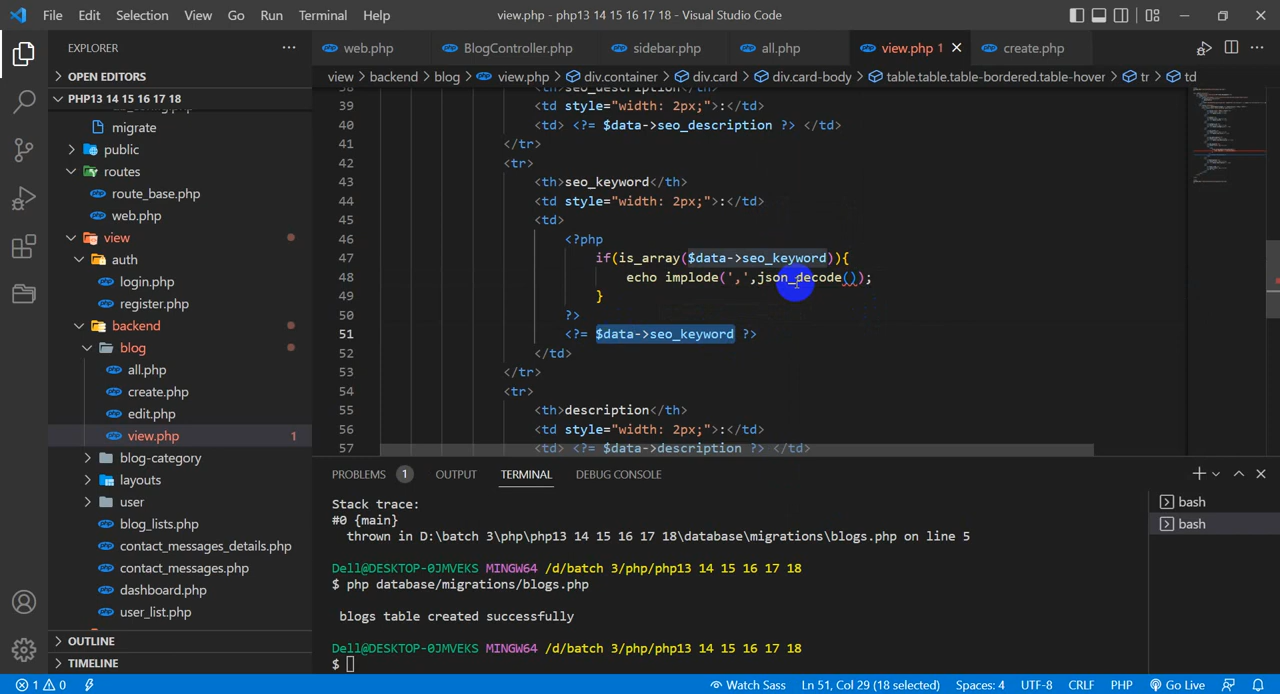 File Edit Selection View Go Run Terminal Help view.php - php13 14 15 16 17 18 - Visual Studio Code
EXPLORER
OPEN EDITORS
PHP13 14 15 16 17 18
migrate
public
routes
route_base.php
web.php
view
auth
login.php
register.php
backend
blog
all.php
create.php
edit.php
view.php 1
blog-category
layouts
user
blog_lists.php
contact_messages_details.php
contact_messages.php
dashboard.php
user_list.php
OUTLINE
TIMELINE
web.php BlogController.php sidebar.php all.php view.php 1 create.php
view > backend > blog > view.php > div.container > div.card > div.card-body > table.table.table-bordered.table-hover > tr > td
38 <th>seo_description</th>
39 <td style="width: 2px;">:</td>
40 <td> <?= $data->seo_description ?> </td>
41 </tr>
42 <tr>
43 <th>seo_keyword</th>
44 <td style="width: 2px;">:</td>
45 <td>
46 <?php
47 if(is_array($data->seo_keyword)){
48 echo implode(',',json_decode());
49 }
50 ?>
51 <?= $data->seo_keyword ?>
52 </td>
53 </tr>
54 <tr>
55 <th>description</th>
56 <td style="width: 2px;">:</td>
57 <td> <?= $data->description ?> </td>
PROBLEMS 1 OUTPUT TERMINAL DEBUG CONSOLE
Stack trace:
#0 {main}
thrown in D:\batch 3\php\php13 14 15 16 17 18\database\migrations\blogs.php on line 5
Dell@DESKTOP-0JMVEKS MINGW64 /d/batch 3/php/php13 14 15 16 17 18
$ php database/migrations/blogs.php
blogs table created successfully
Dell@DESKTOP-0JMVEKS MINGW64 /d/batch 3/php/php13 14 15 16 17 18
$
bash
bash
1 0 Watch Sass Ln 51, Col 29 (18 selected) Spaces: 4 UTF-8 CRLF PHP Go Live